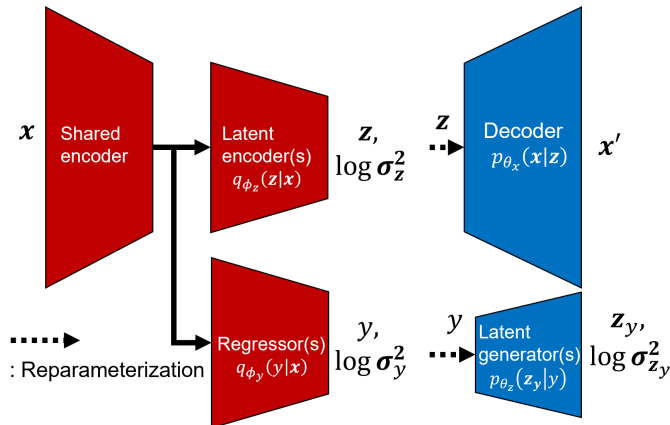 x
Shared
encoder
Latent
encoder(s)
q_{ϕ_z}(z|x)
z,
log σ_z^2
z
Decoder
p_{θ_x}(x|z)
x′
Regressor(s)
q_{ϕ_y}(y|x)
y,
log σ_y^2
y
Latent
generator(s)
p_{θ_z}(z_y|y)
z_y,
log σ_{z_y}^2
: Reparameterization